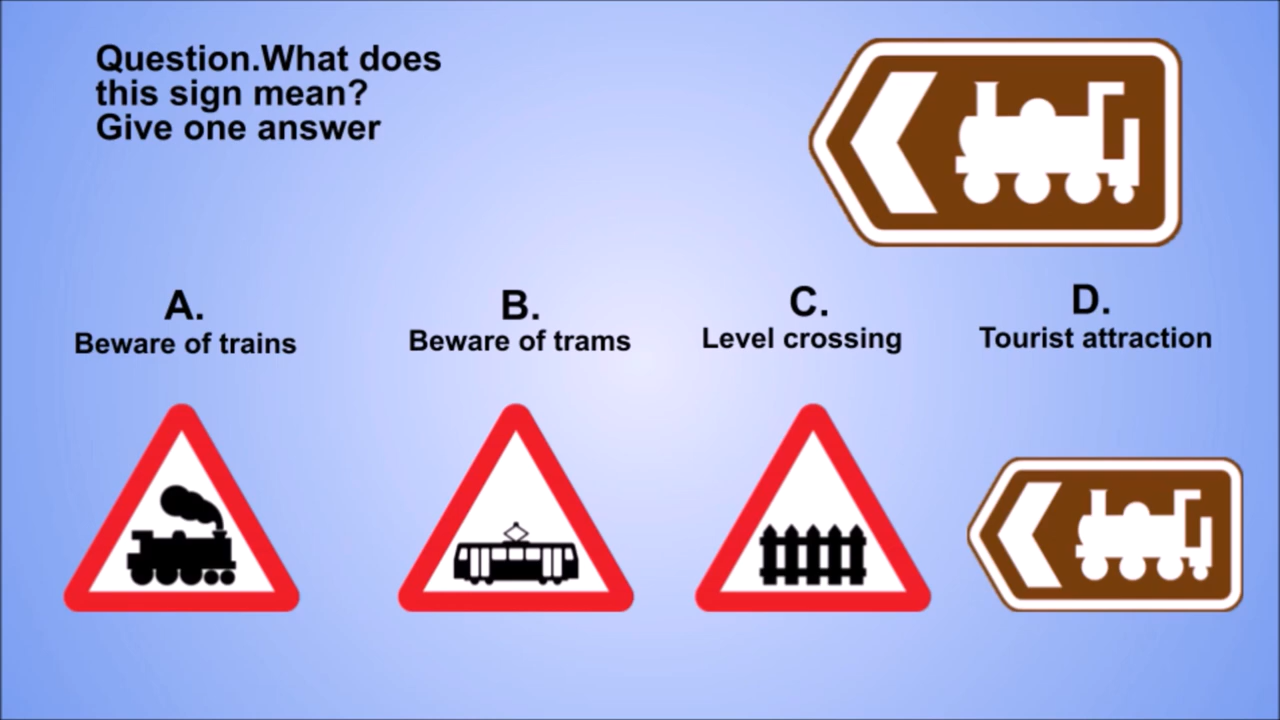 Question.What does
this sign mean?
Give one answer
A.
Beware of trains
B.
Beware of trams
C.
Level crossing
D.
Tourist attraction